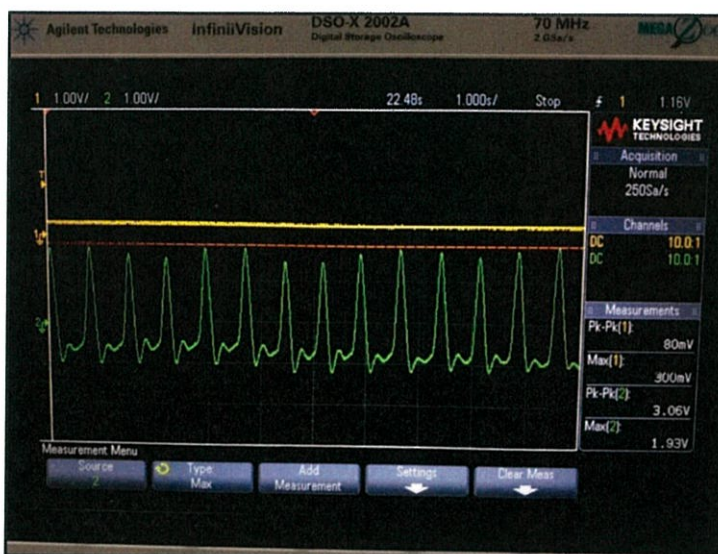 Agilent Technologies InfiniiVision DSO-X 2002A 70 MHz MEGA
Digital Storage Oscilloscope 2 GSa/s
1 1.00V/ 2 1.00V/ 22.48s 1.000s/ Stop 1 1.16V
KEYSIGHT
TECHNOLOGIES
Acquisition
Normal
250Sa/s
Channels
DC 10.0:1
DC 10.0:1
Measurements
Pk-Pk(1):
80mV
Max(1):
300mV
Pk-Pk(2):
3.06V
Max(2):
1.93V
T
1
2
Measurement Menu
Source
2
Type:
Max
Add
Measurement
Settings
Clear Meas